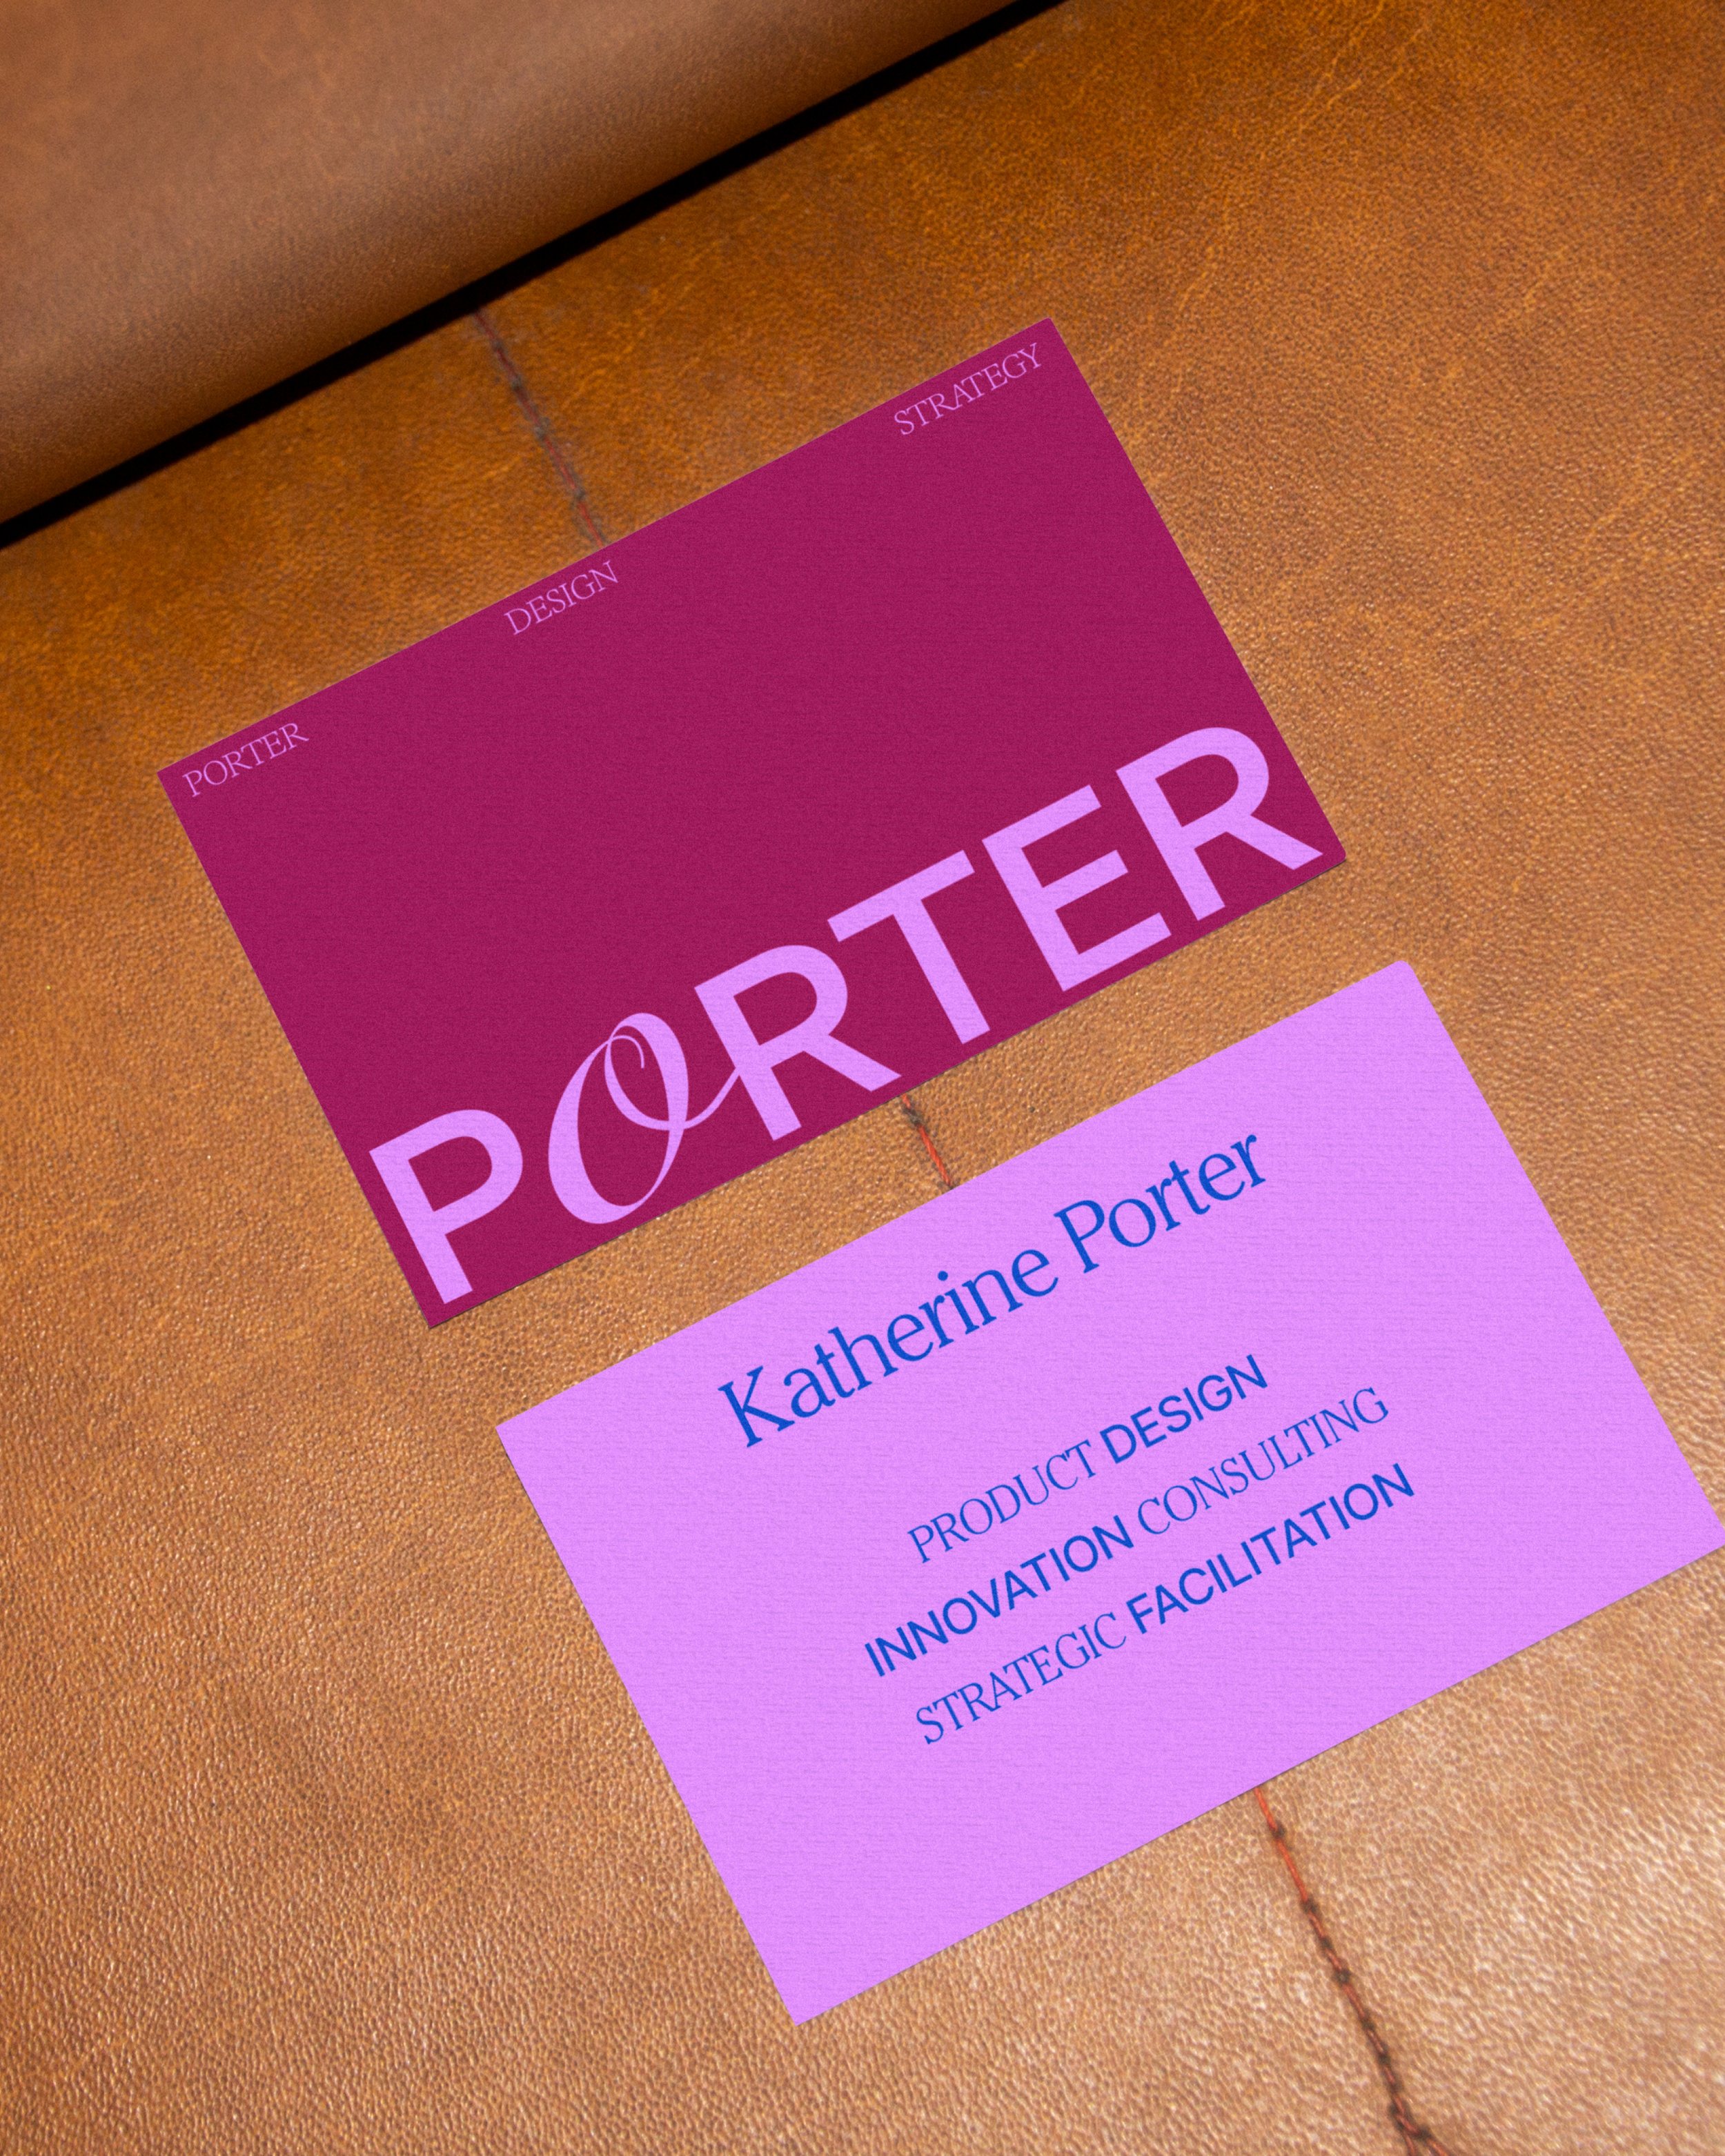 PORTER DESIGN STRATEGY
PORTER
Katherine Porter
PRODUCT DESIGN
INNOVATION CONSULTING
STRATEGIC FACILITATION